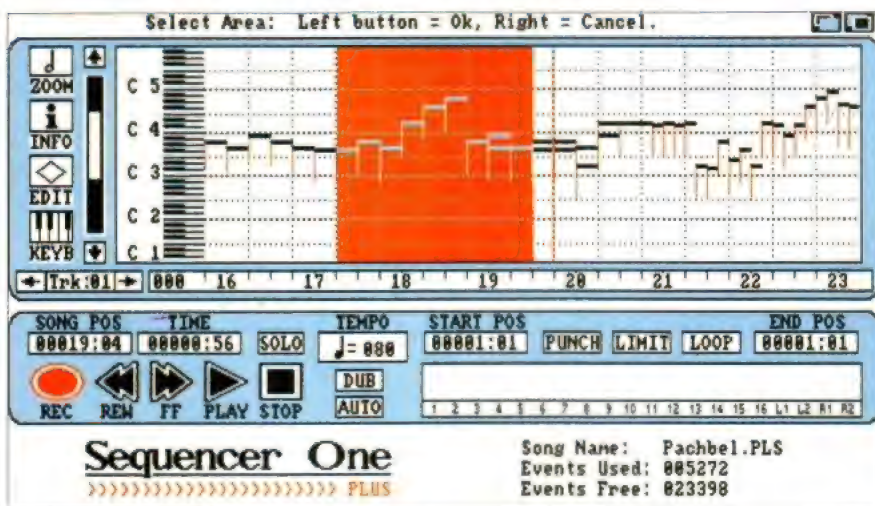 Select Area: Left button = Ok, Right = Cancel.
ZOOM
INFO
EDIT
KEYB
C 5
C 4
C 3
C 2
C 1
Trk:01 000 16 17 18 19 20 21 22 23
SONG POS TIME TEMPO START POS END POS
00019:04 00000:56 SOLO ♩= 080 00001:01 PUNCH LIMIT LOOP 00001:01
DUB
AUTO
REC REW FF PLAY STOP
1 2 3 4 5 6 7 8 9 10 11 12 13 14 15 16 L1 L2 R1 R2
Sequencer One
>>>>>>>>>>>>>>>>>>>>>>> PLUS
Song Name: Pachbel.PLS
Events Used: 005272
Events Free: 023398